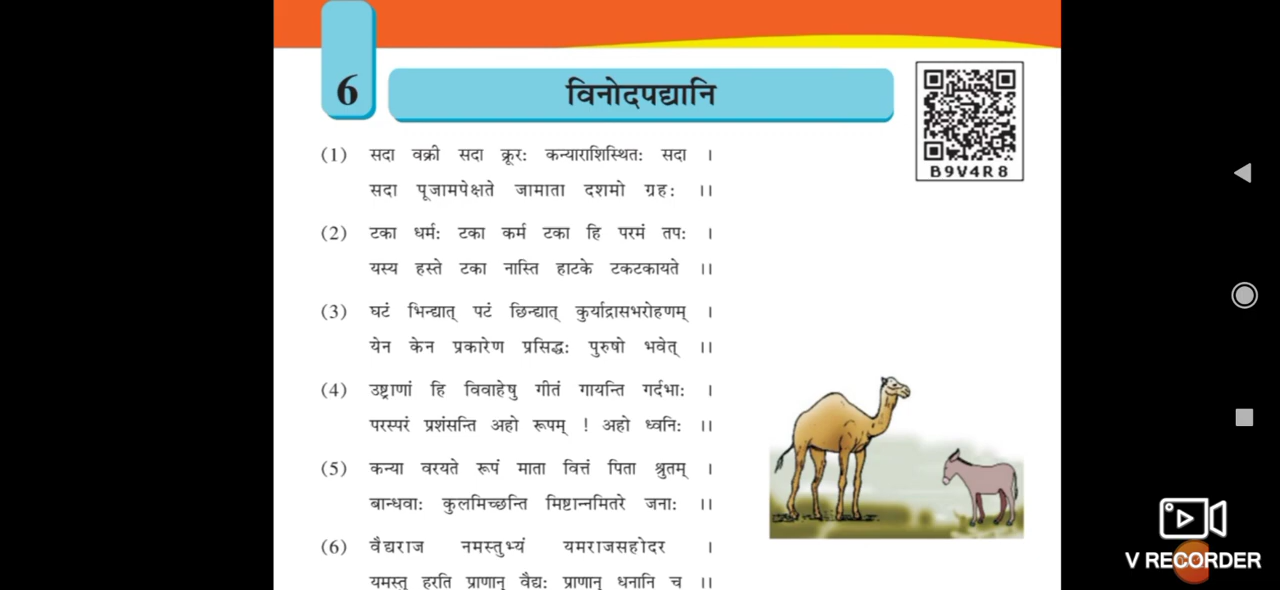 6
विनोदपद्यानि
B9V4R8
(1) सदा वक्री सदा क्रूरः कन्याराशिस्थितः सदा ।
सदा पूजामपेक्षते जामाता दशमो ग्रहः ।।
(2) टका धर्मः टका कर्म टका हि परमं तपः ।
यस्य हस्ते टका नास्ति हाटके टकटकायते ।।
(3) घटं भिन्द्यात् पटं छिन्द्यात् कुर्याद्रासभरोहणम् ।
येन केन प्रकारेण प्रसिद्धः पुरुषो भवेत् ।।
(4) उष्ट्राणां हि विवाहेषु गीतं गायन्ति गर्दभाः ।
परस्परं प्रशंसन्ति अहो रूपम् ! अहो ध्वनिः ।।
(5) कन्या वरयते रूपं माता वित्तं पिता श्रुतम् ।
बान्धवाः कुलमिच्छन्ति मिष्टान्नमितरे जनाः ।।
(6) वैद्यराज नमस्तुभ्यं यमराजसहोदर ।
यमस्तु हरति प्राणान् वैद्यः प्राणान् धनानि च ।।
V RECORDER